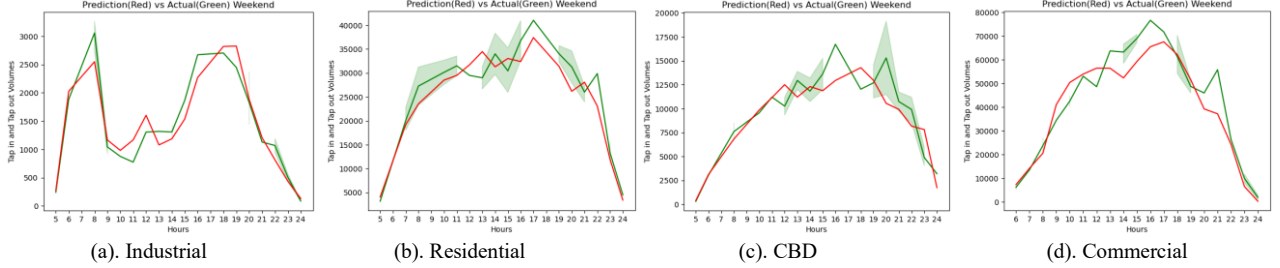 Prediction(Red) vs Actual(Green) Weekend
Tap in and Tap out Volumes
3000
2500
2000
1500
1000
500
0
5 6 7 8 9 10 11 12 13 14 15 16 17 18 19 20 21 22 23 24
Hours
(a). Industrial
Prediction(Red) vs Actual(Green) Weekend
Tap in and Tap out Volumes
40000
35000
30000
25000
20000
15000
10000
5000
5 6 7 8 9 10 11 12 13 14 15 16 17 18 19 20 21 22 23 24
Hours
(b). Residential
Prediction(Red) vs Actual(Green) Weekend
Tap in and Tap out Volumes
20000
17500
15000
12500
10000
7500
5000
2500
0
5 6 7 8 9 10 11 12 13 14 15 16 17 18 19 20 21 22 23 24
Hours
(c). CBD
Prediction(Red) vs Actual(Green) Weekend
Tap in and Tap out Volumes
80000
70000
60000
50000
40000
30000
20000
10000
0
6 7 8 9 10 11 12 13 14 15 16 17 18 19 20 21 22 23 24
Hours
(d). Commercial